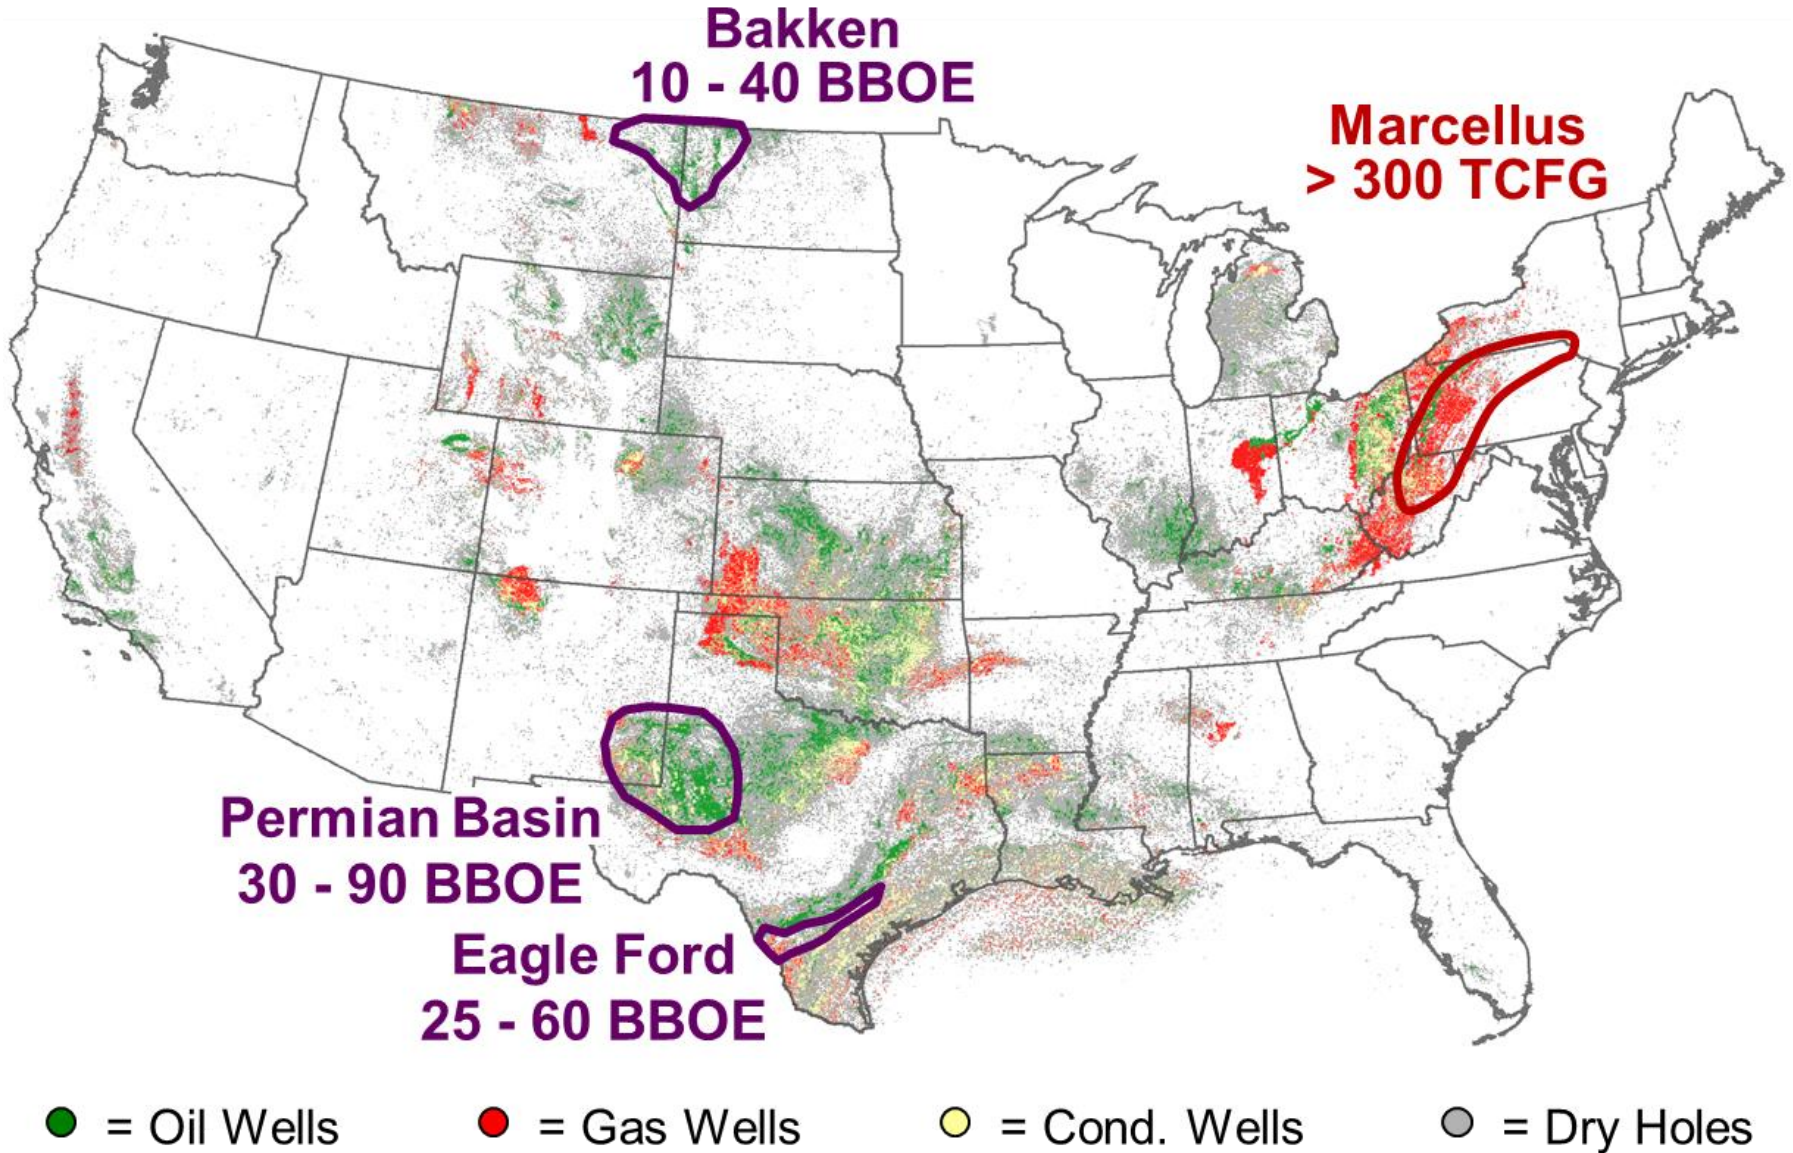 Bakken
10 - 40 BBOE
Marcellus
> 300 TCFG
Permian Basin
30 - 90 BBOE
Eagle Ford
25 - 60 BBOE
= Oil Wells
= Gas Wells
= Cond. Wells
= Dry Holes